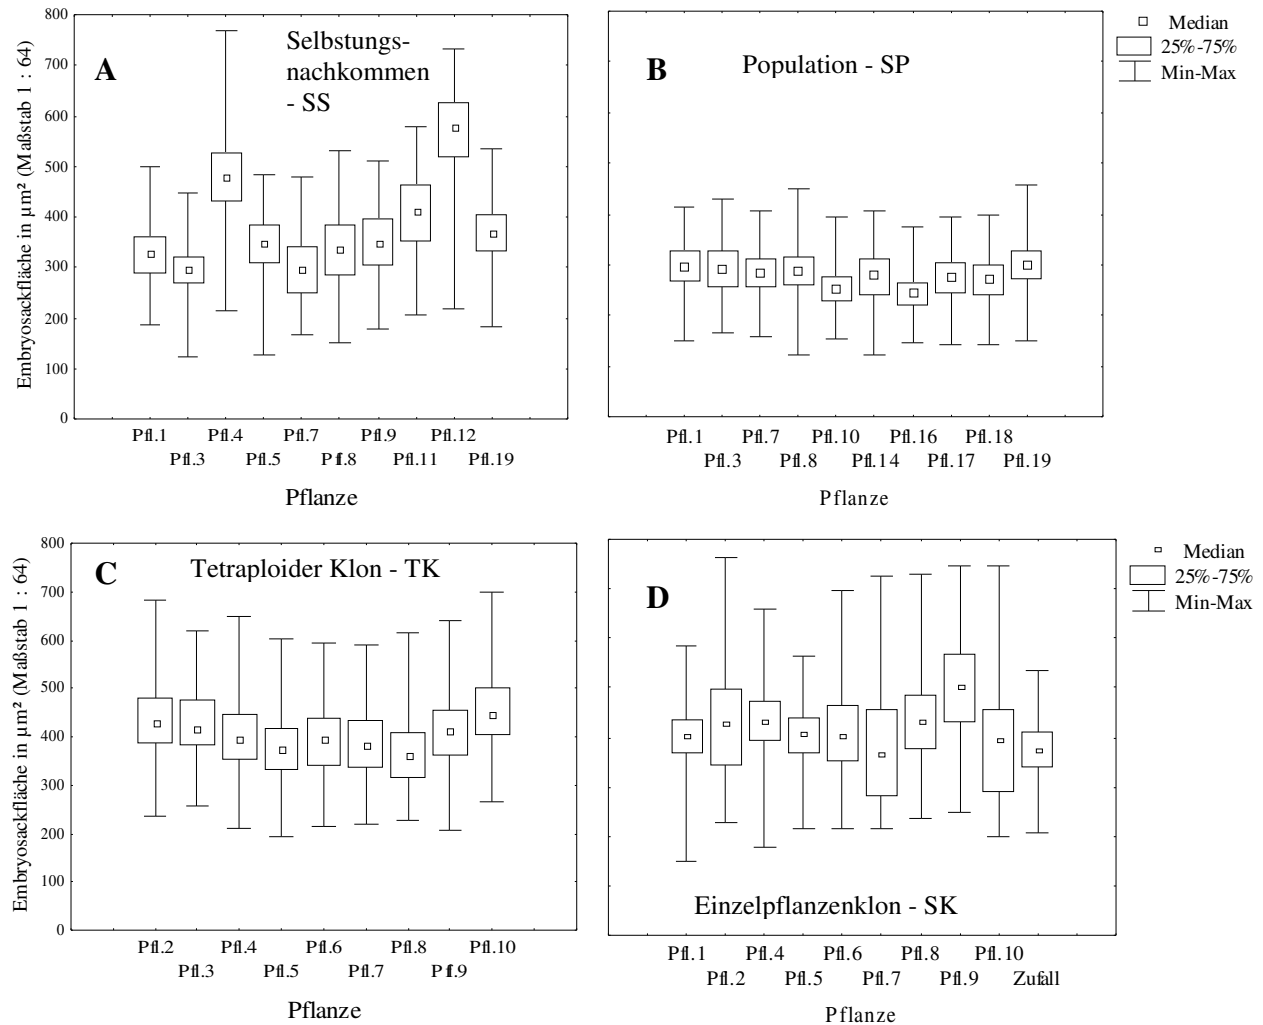 A
Selbstungs-
nachkommen
- SS
Embryosackfläche in µm² (Maßstab 1 : 64)
800
700
600
500
400
300
200
100
0
Pfl.1 Pfl.4 Pfl.7 Pfl.9 Pfl.12
Pfl.3 Pfl.5 Pfl.8 Pfl.11 Pfl.19
Pflanze
B
Population - SP
Median
25%-75%
Min-Max
Pfl.1 Pfl.7 Pfl.10 Pfl.16 Pfl.18
Pfl.3 Pfl.8 Pfl.14 Pfl.17 Pfl.19
Pflanze
C
Tetraploider Klon - TK
Embryosackfläche in µm² (Maßstab 1 : 64)
800
700
600
500
400
300
200
100
0
Pfl.2 Pfl.4 Pfl.6 Pfl.8 Pfl.10
Pfl.3 Pfl.5 Pfl.7 Pfl.9
Pflanze
D
Einzelpflanzenklon - SK
Median
25%-75%
Min-Max
Pfl.1 Pfl.4 Pfl.6 Pfl.8 Pfl.10
Pfl.2 Pfl.5 Pfl.7 Pfl.9 Zufall
Pflanze